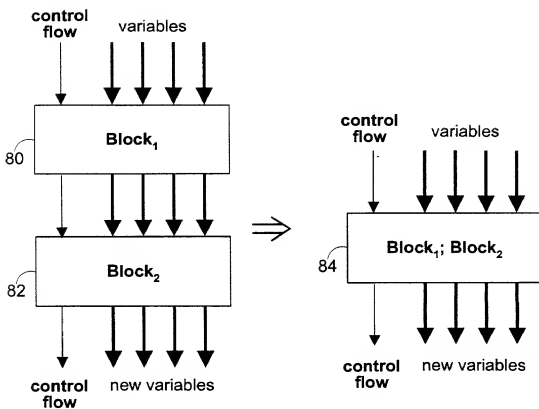 control
flow
variables
Block1
80
Block2
82
control
flow
new variables
control
flow
variables
Block1; Block2
84
control
flow
new variables